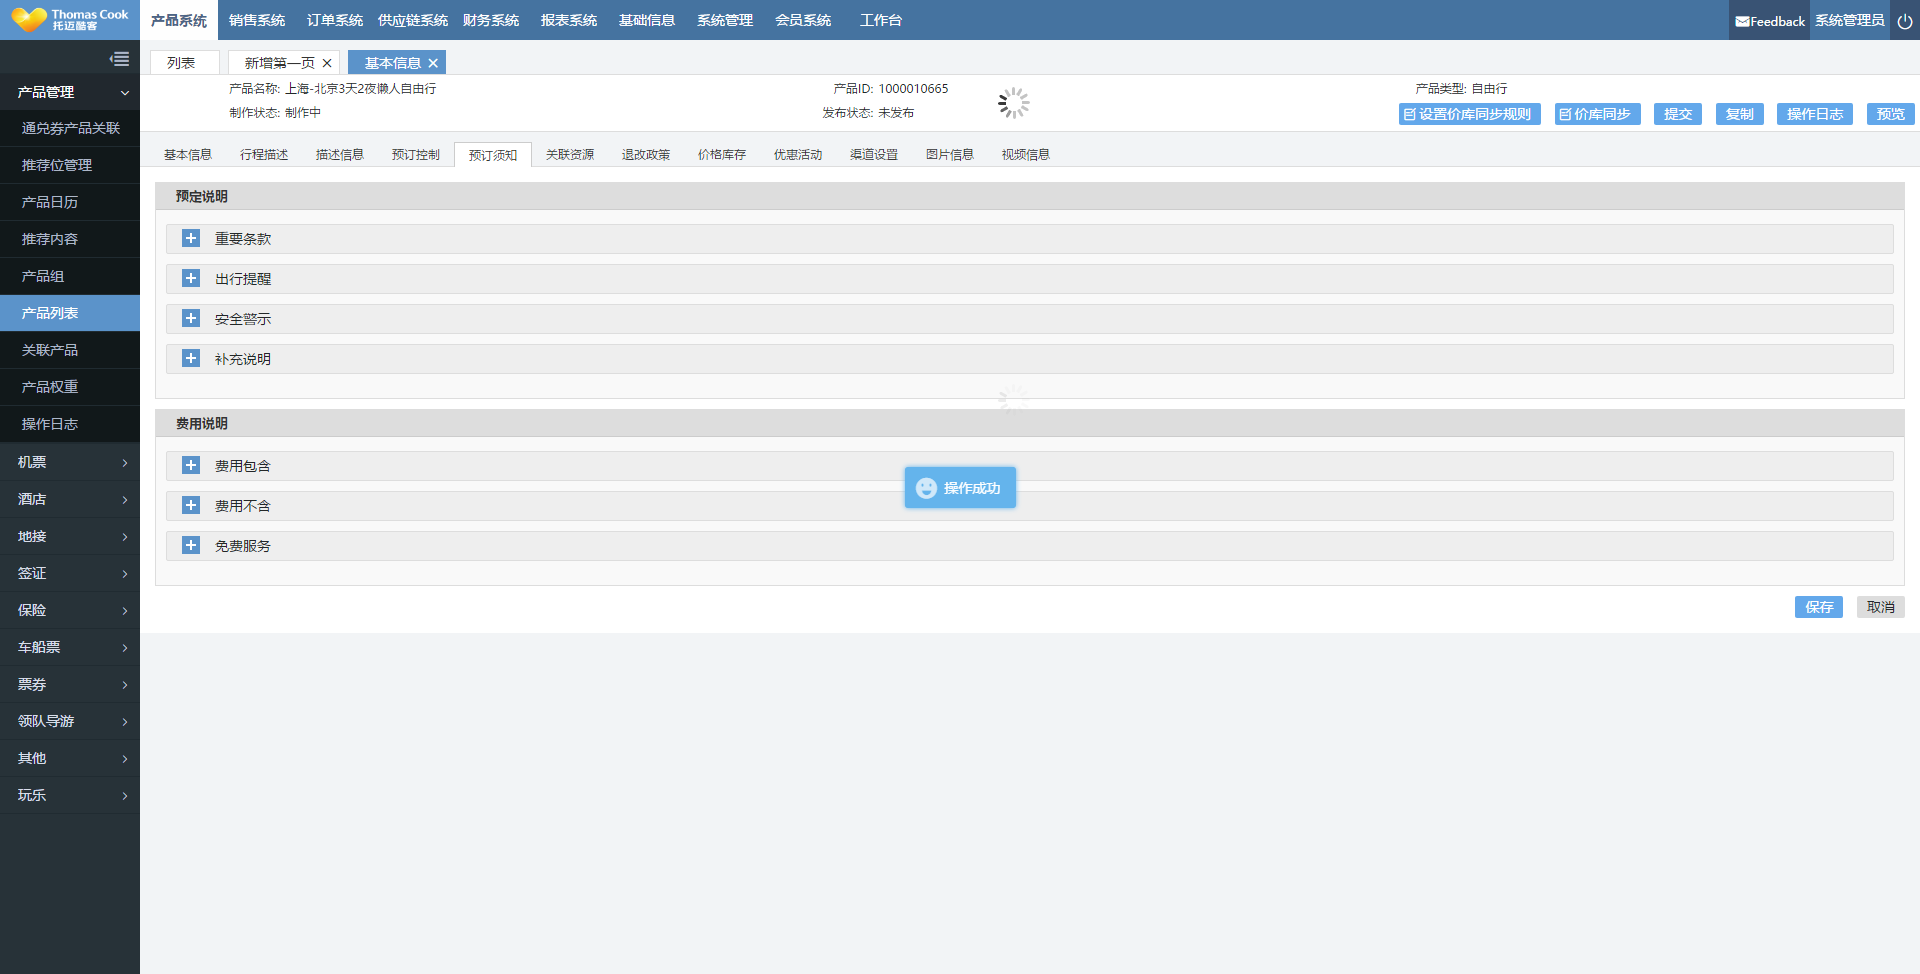 Thomas Cook
托迈酷客
产品系统 销售系统 订单系统 供应链系统 财务系统 报表系统 基础信息 系统管理 会员系统 工作台
Feedback 系统管理员
列表 新增第一页 基本信息
产品管理
通兑券产品关联
推荐位管理
产品日历
推荐内容
产品组
产品列表
关联产品
产品权重
操作日志
机票
酒店
地接
签证
保险
车船票
票券
领队导游
其他
玩乐
产品名称: 上海-北京3天2夜懒人自由行 产品ID: 1000010665 产品类型: 自由行
制作状态: 制作中 发布状态: 未发布
设置价库同步规则 价库同步 提交 复制 操作日志 预览
基本信息 行程描述 描述信息 预订控制 预订须知 关联资源 退改政策 价格库存 优惠活动 渠道设置 图片信息 视频信息
预定说明
重要条款
出行提醒
安全警示
补充说明
费用说明
费用包含
费用不含
免费服务
操作成功
保存 取消